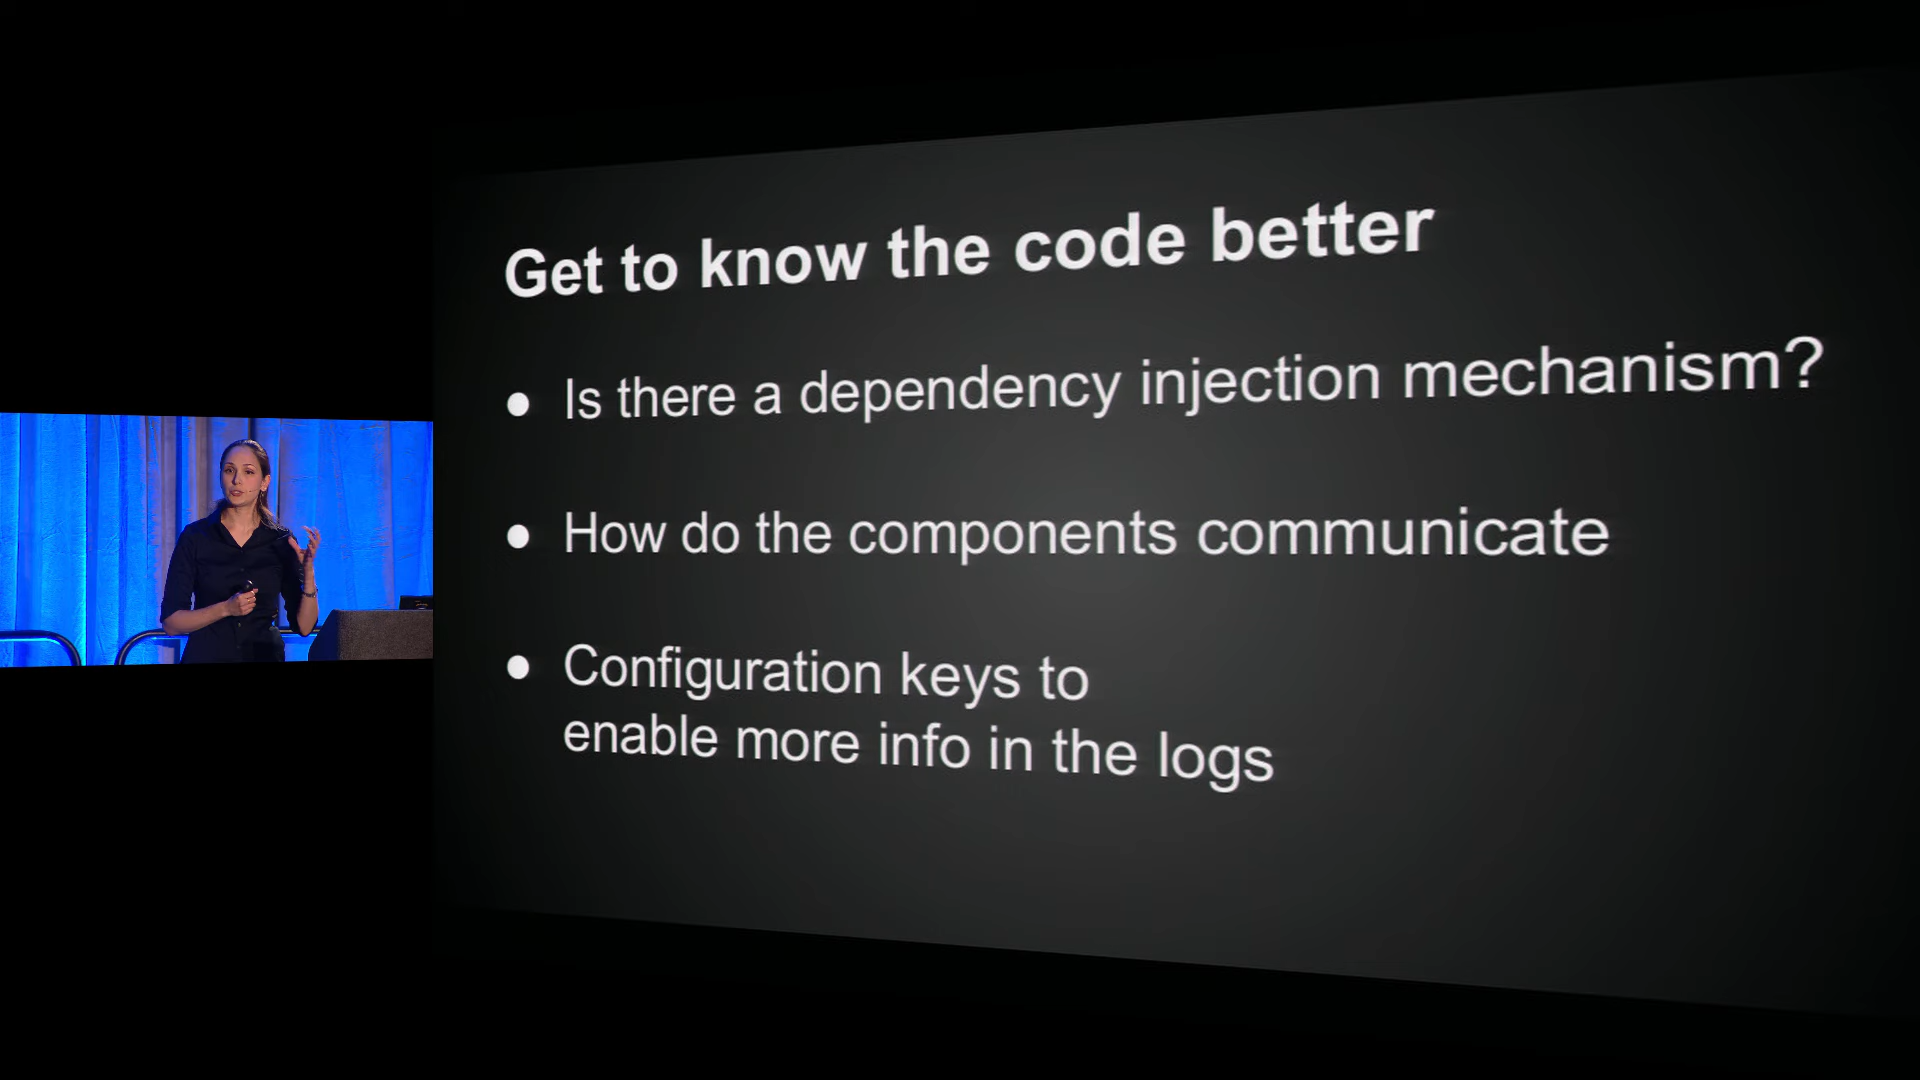 Get to know the code better
● Is there a dependency injection mechanism?
● How do the components communicate
● Configuration keys to
enable more info in the logs